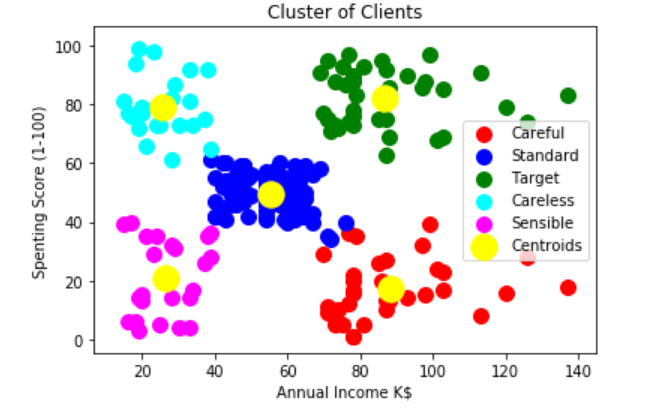 Cluster of Clients
100
80
60
40
20
0
Spenting Score (1-100)
Careful
Standard
Target
Careless
Sensible
Centroids
20 40 60 80 100 120 140
Annual Income K$